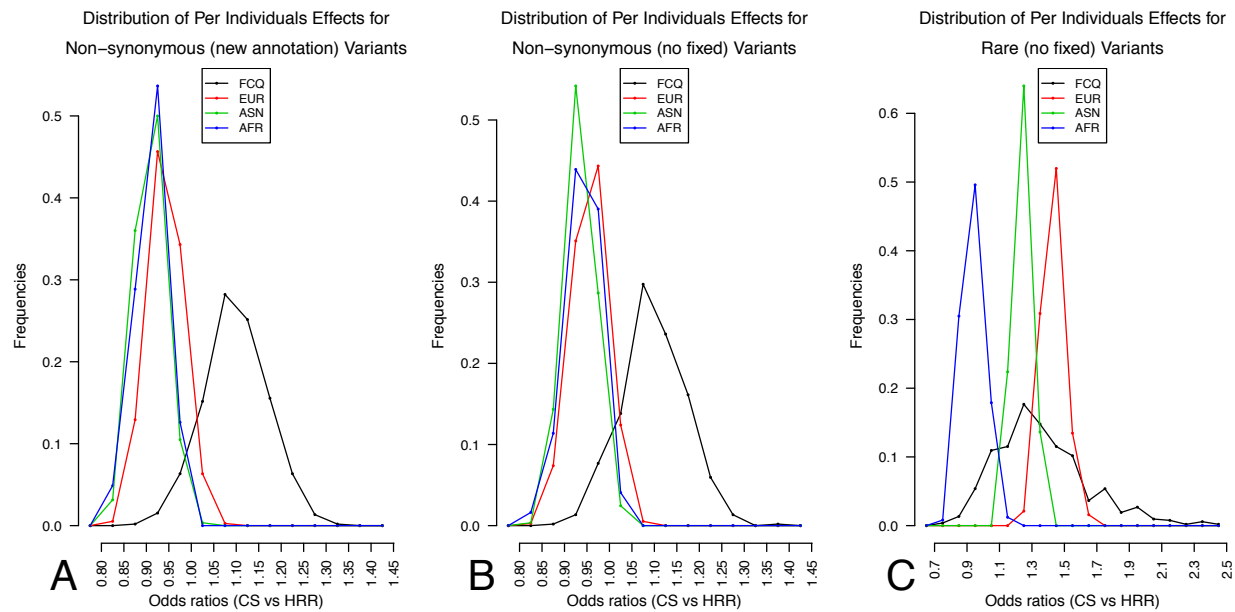 Distribution of Per Individuals Effects for
Non−synonymous (new annotation) Variants
FCQ
EUR
ASN
AFR
Frequencies
0.5
0.4
0.3
0.2
0.1
0.0
0.80
0.85
0.90
0.95
1.00
1.05
1.10
1.15
1.20
1.25
1.30
1.35
1.40
1.45
A
Odds ratios (CS vs HRR)
Distribution of Per Individuals Effects for
Non−synonymous (no fixed) Variants
FCQ
EUR
ASN
AFR
Frequencies
0.5
0.4
0.3
0.2
0.1
0.0
0.80
0.85
0.90
0.95
1.00
1.05
1.10
1.15
1.20
1.25
1.30
1.35
1.40
1.45
B
Odds ratios (CS vs HRR)
Distribution of Per Individuals Effects for
Rare (no fixed) Variants
FCQ
EUR
ASN
AFR
Frequencies
0.6
0.5
0.4
0.3
0.2
0.1
0.0
0.7
0.9
1.1
1.3
1.5
1.7
1.9
2.1
2.3
2.5
C
Odds ratios (CS vs HRR)